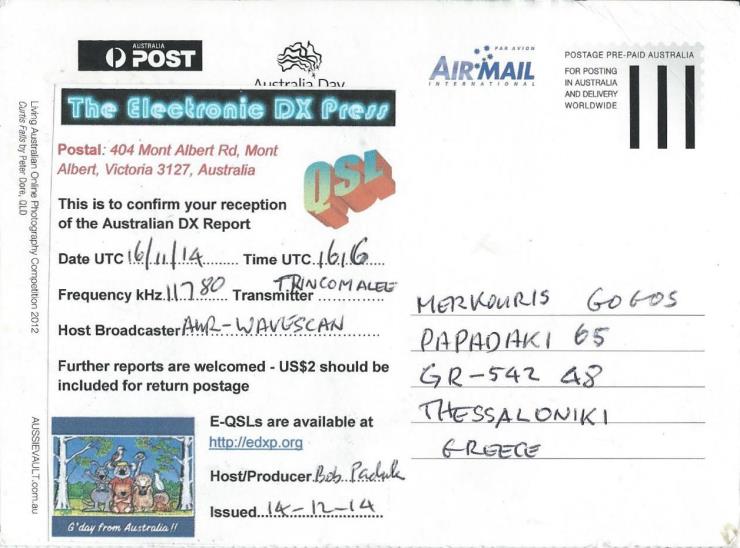 AUSTRALIA
POST
Australia Day
PAR AVION
AIR MAIL
INTERNATIONAL
POSTAGE PRE-PAID AUSTRALIA
FOR POSTING
IN AUSTRALIA
AND DELIVERY
WORLDWIDE
Living Australian Online Photography Competition 2012
Curtis Falls by Peter Dore, QLD
AUSSIEVAULT.com.au
The Electronic DX Press
Postal: 404 Mont Albert Rd, Mont
Albert, Victoria 3127, Australia
QSL
This is to confirm your reception
of the Australian DX Report
Date UTC 16/11/14 Time UTC 1616
Frequency kHz 11780 Transmitter TRINCOMALEE
Host Broadcaster AWR-WAVESCAN
Further reports are welcomed - US$2 should be
included for return postage
E-QSLs are available at
http://edxp.org
Host/Producer Bob Padula
Issued 14-12-14
G'day from Australia!!
MERKOURIS GOGOS
PAPADAKI 65
GR-542 48
THESSALONIKI
GREECE